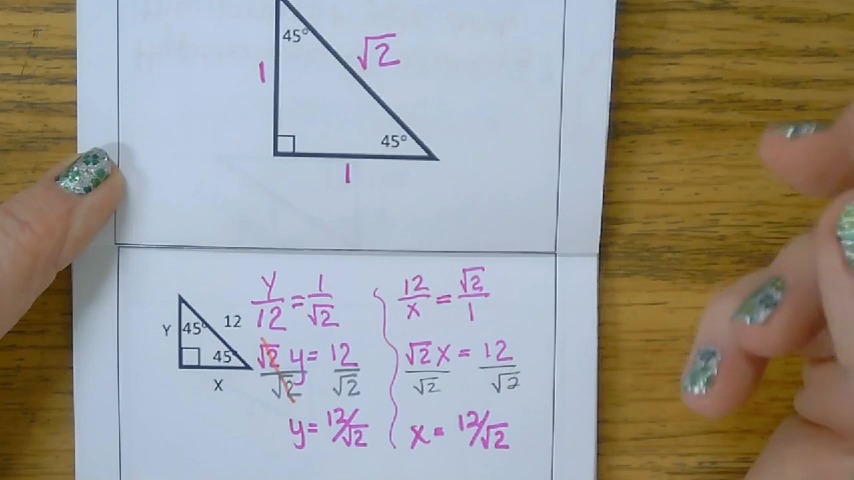 45°
√2
1
45°
1
Y/12 = 1/√2
12/x = √2/1
Y
45°
12
45°
X
√2 y/√2 = 12/√2
√2x/√2 = 12/√2
y = 12/√2
x = 12/√2